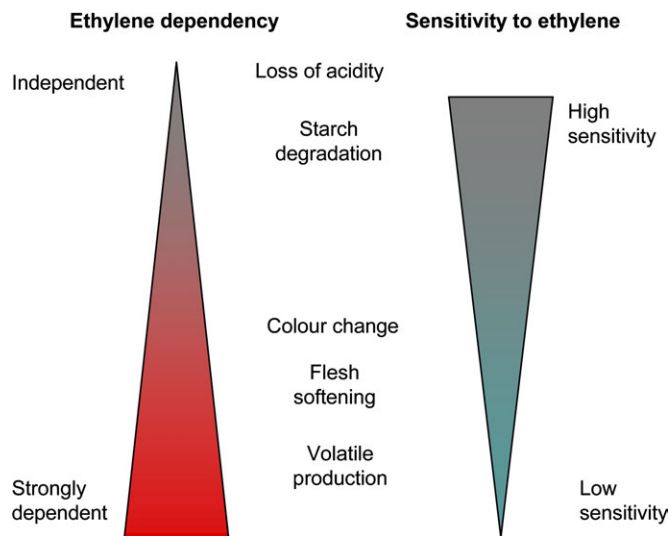 Ethylene dependency
Sensitivity to ethylene
Independent
Loss of acidity
High
sensitivity
Starch
degradation
Colour change
Flesh
softening
Volatile
production
Strongly
dependent
Low
sensitivity